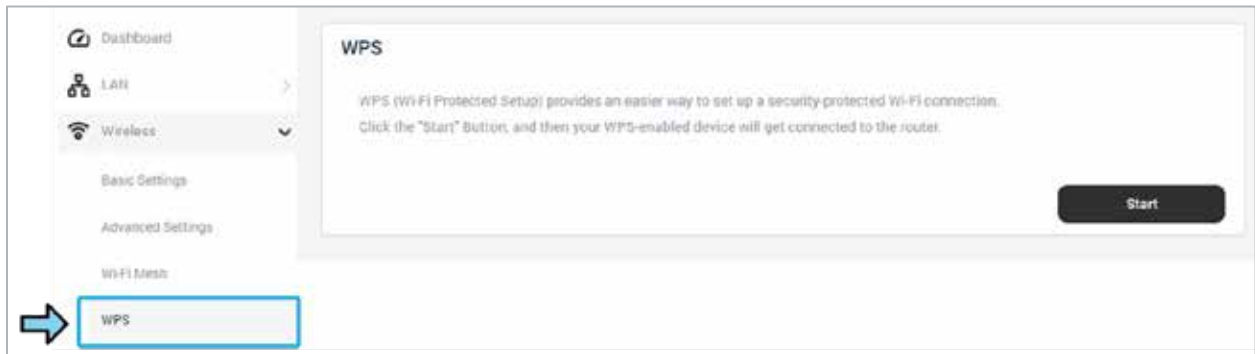 Dashboard
LAN
Wireless
Basic Settings
Advanced Settings
Wi-Fi Mesh
WPS
WPS
WPS (Wi-Fi Protected Setup) provides an easier way to set up a security-protected Wi-Fi connection.
Click the "Start" Button, and then your WPS-enabled device will get connected to the router.
Start